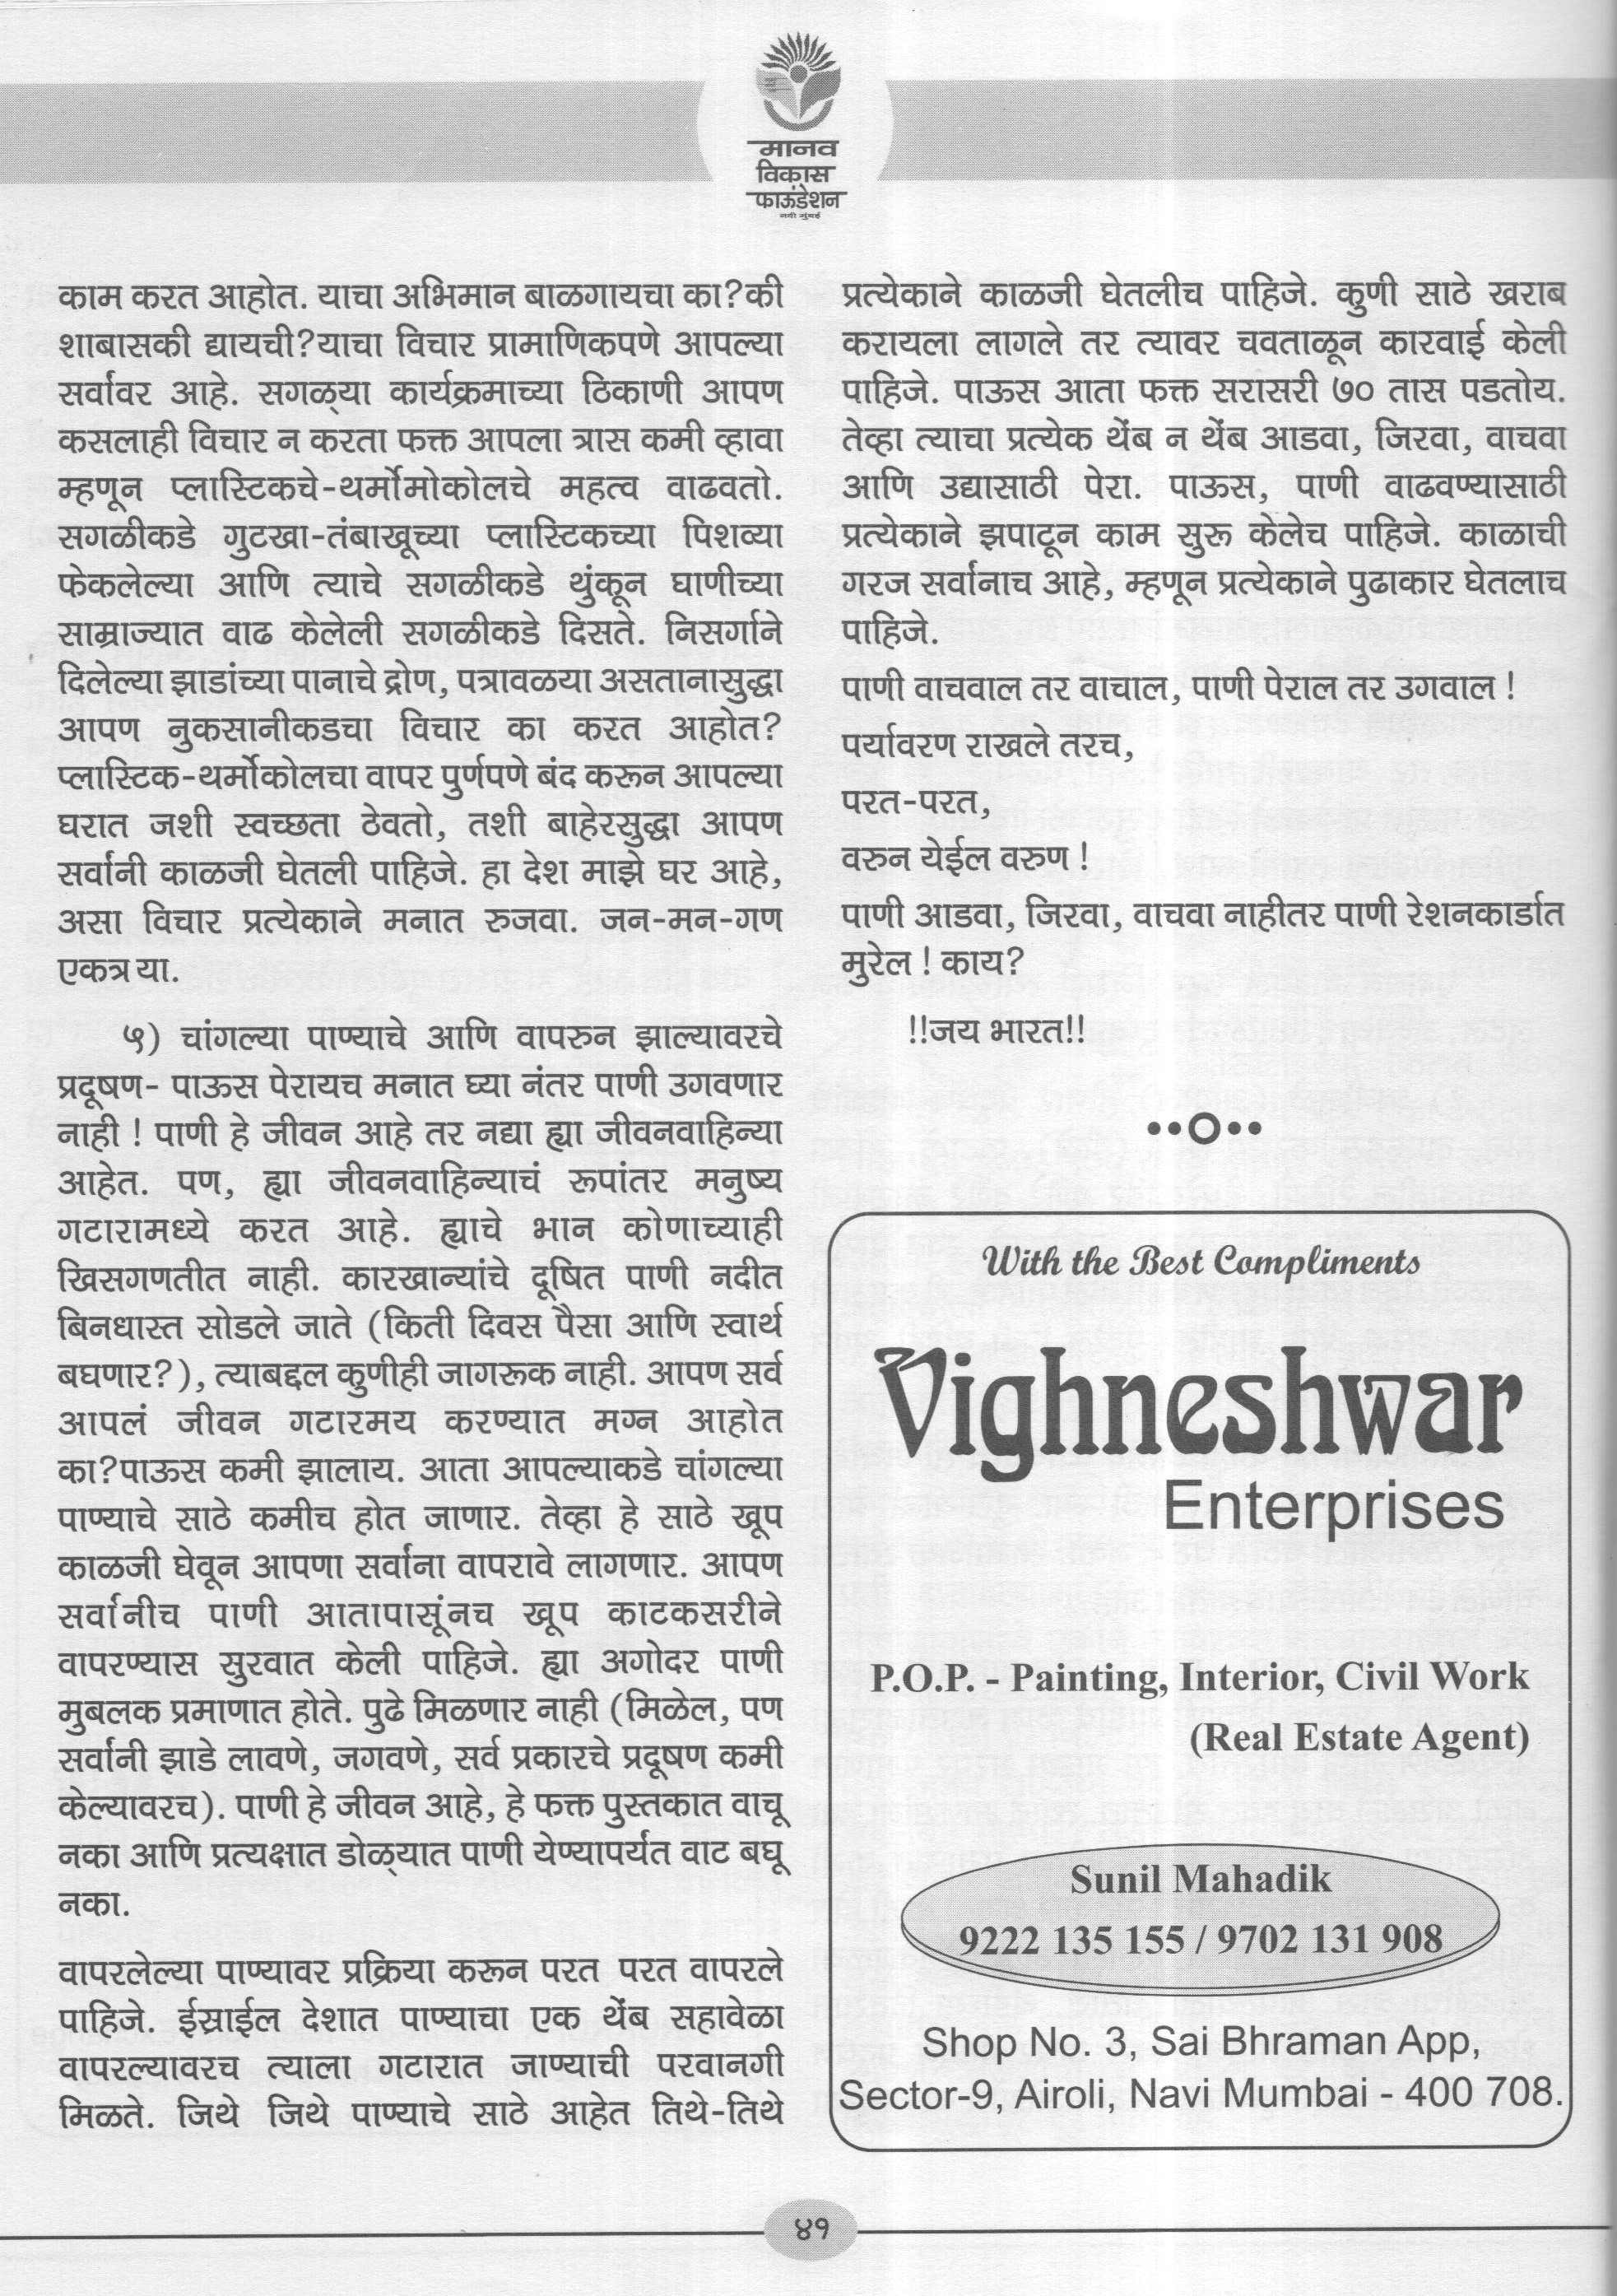 मानव
विकास
फाऊंडेशन
नवी मुंबई
काम करत आहोत. याचा अभिमान बाळगायचा का?की
शाबासकी द्यायची?याचा विचार प्रामाणिकपणे आपल्या
सर्वांवर आहे. सगळ्या कार्यक्रमाच्या ठिकाणी आपण
कसलाही विचार न करता फक्त आपला त्रास कमी व्हावा
म्हणून प्लास्टिकचे-थर्मोमोकोलचे महत्व वाढवतो.
सगळीकडे गुटखा-तंबाखूच्या प्लास्टिकच्या पिशव्या
फेकलेल्या आणि त्याचे सगळीकडे थुंकून घाणीच्या
साम्राज्यात वाढ केलेली सगळीकडे दिसते. निसर्गाने
दिलेल्या झाडांच्या पानाचे द्रोण, पत्रावळया असतानासुद्धा
आपण नुकसानीकडचा विचार का करत आहोत?
प्लास्टिक-थर्मोकोलचा वापर पुर्णपणे बंद करून आपल्या
घरात जशी स्वच्छता ठेवतो, तशी बाहेरसुद्धा आपण
सर्वांनी काळजी घेतली पाहिजे. हा देश माझे घर आहे,
असा विचार प्रत्येकाने मनात रुजवा. जन-मन-गण
एकत्र या.
५) चांगल्या पाण्याचे आणि वापरुन झाल्यावरचे
प्रदूषण- पाऊस पेरायच मनात घ्या नंतर पाणी उगवणार
नाही ! पाणी हे जीवन आहे तर नद्या ह्या जीवनवाहिन्या
आहेत. पण, ह्या जीवनवाहिन्याचं रूपांतर मनुष्य
गटारामध्ये करत आहे. ह्याचे भान कोणाच्याही
खिसगणतीत नाही. कारखान्यांचे दूषित पाणी नदीत
बिनधास्त सोडले जाते (किती दिवस पैसा आणि स्वार्थ
बघणार?), त्याबद्दल कुणीही जागरूक नाही. आपण सर्व
आपलं जीवन गटारमय करण्यात मग्न आहोत
का?पाऊस कमी झालाय. आता आपल्याकडे चांगल्या
पाण्याचे साठे कमीच होत जाणार. तेव्हा हे साठे खूप
काळजी घेवून आपणा सर्वांना वापरावे लागणार. आपण
सर्वांनीच पाणी आतापासूंनच खूप काटकसरीने
वापरण्यास सुरवात केली पाहिजे. ह्या अगोदर पाणी
मुबलक प्रमाणात होते. पुढे मिळणार नाही (मिळेल, पण
सर्वांनी झाडे लावणे, जगवणे, सर्व प्रकारचे प्रदूषण कमी
केल्यावरच). पाणी हे जीवन आहे, हे फक्त पुस्तकात वाचू
नका आणि प्रत्यक्षात डोळ्यात पाणी येण्यापर्यंत वाट बघू
नका.
वापरलेल्या पाण्यावर प्रक्रिया करून परत परत वापरले
पाहिजे. ईस्राईल देशात पाण्याचा एक थेंब सहावेळा
वापरल्यावरच त्याला गटारात जाण्याची परवानगी
मिळते. जिथे जिथे पाण्याचे साठे आहेत तिथे-तिथे
प्रत्येकाने काळजी घेतलीच पाहिजे. कुणी साठे खराब
करायला लागले तर त्यावर चवताळून कारवाई केली
पाहिजे. पाऊस आता फक्त सरासरी ७० तास पडतोय.
तेव्हा त्याचा प्रत्येक थेंब न थेंब आडवा, जिरवा, वाचवा
आणि उद्यासाठी पेरा. पाऊस, पाणी वाढवण्यासाठी
प्रत्येकाने झपाटून काम सुरू केलेच पाहिजे. काळाची
गरज सर्वांनाच आहे, म्हणून प्रत्येकाने पुढाकार घेतलाच
पाहिजे.
पाणी वाचवाल तर वाचाल, पाणी पेराल तर उगवाल !
पर्यावरण राखले तरच,
परत-परत,
वरुन येईल वरुण !
पाणी आडवा, जिरवा, वाचवा नाहीतर पाणी रेशनकार्डात
मुरेल ! काय?
!!जय भारत!!
With the Best Compliments
Vighneshwar
Enterprises
P.O.P. - Painting, Interior, Civil Work
(Real Estate Agent)
Sunil Mahadik
9222 135 155 / 9702 131 908
Shop No. 3, Sai Bhraman App,
Sector-9, Airoli, Navi Mumbai - 400 708.
४१